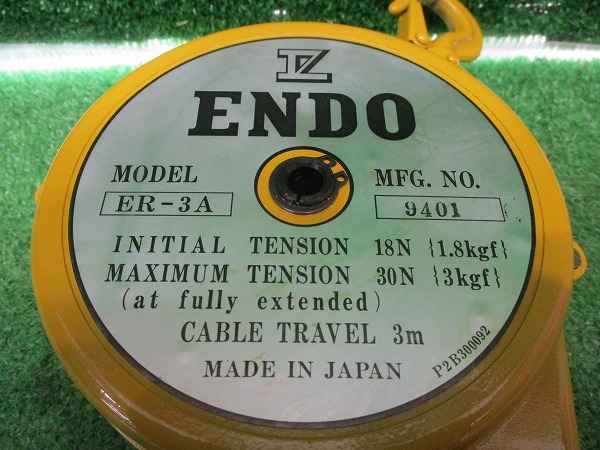 ENDO
MODEL
ER-3A
MFG. NO.
9401
INITIAL TENSION 18N {1.8kgf}
MAXIMUM TENSION 30N {3kgf}
(at fully extended)
CABLE TRAVEL 3m
MADE IN JAPAN
P2B300092